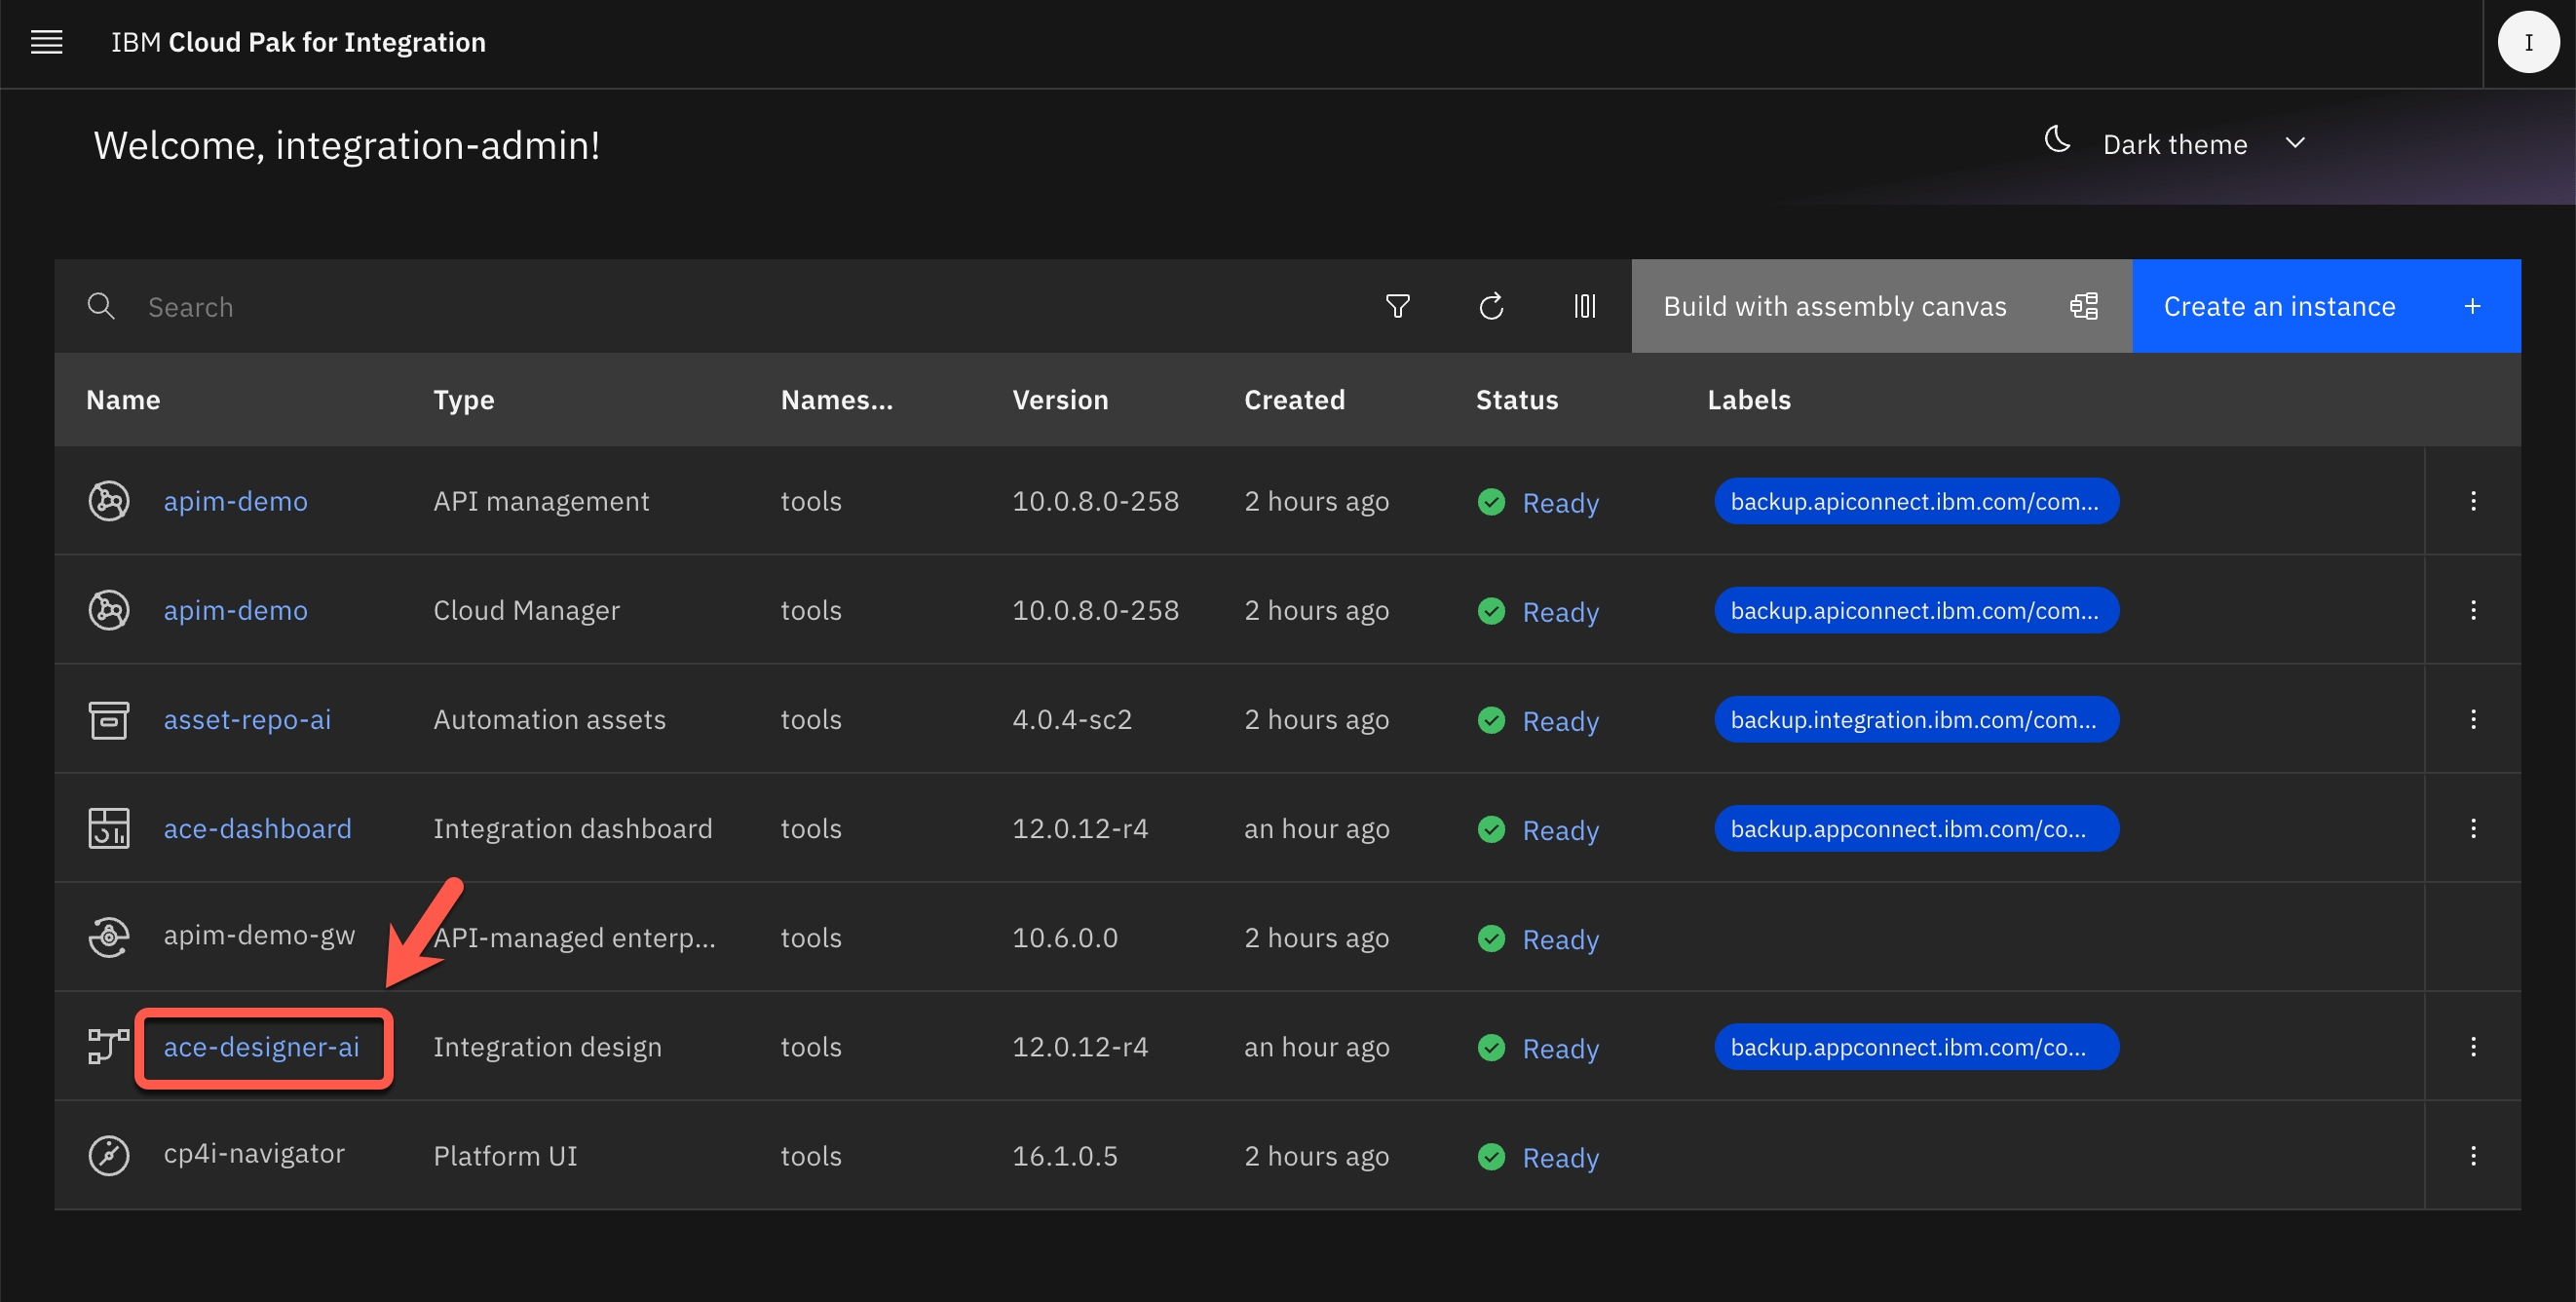 IBM Cloud Pak for Integration
I
Welcome, integration-admin!
Dark theme
Search
Build with assembly canvas
Create an instance +
Name Type Names... Version Created Status Labels
apim-demo API management tools 10.0.8.0-258 2 hours ago Ready backup.apiconnect.ibm.com/com...
apim-demo Cloud Manager tools 10.0.8.0-258 2 hours ago Ready backup.apiconnect.ibm.com/com...
asset-repo-ai Automation assets tools 4.0.4-sc2 2 hours ago Ready backup.integration.ibm.com/com...
ace-dashboard Integration dashboard tools 12.0.12-r4 an hour ago Ready backup.appconnect.ibm.com/co...
apim-demo-gw API-managed enterp... tools 10.6.0.0 2 hours ago Ready
ace-designer-ai Integration design tools 12.0.12-r4 an hour ago Ready backup.appconnect.ibm.com/co...
cp4i-navigator Platform UI tools 16.1.0.5 2 hours ago Ready